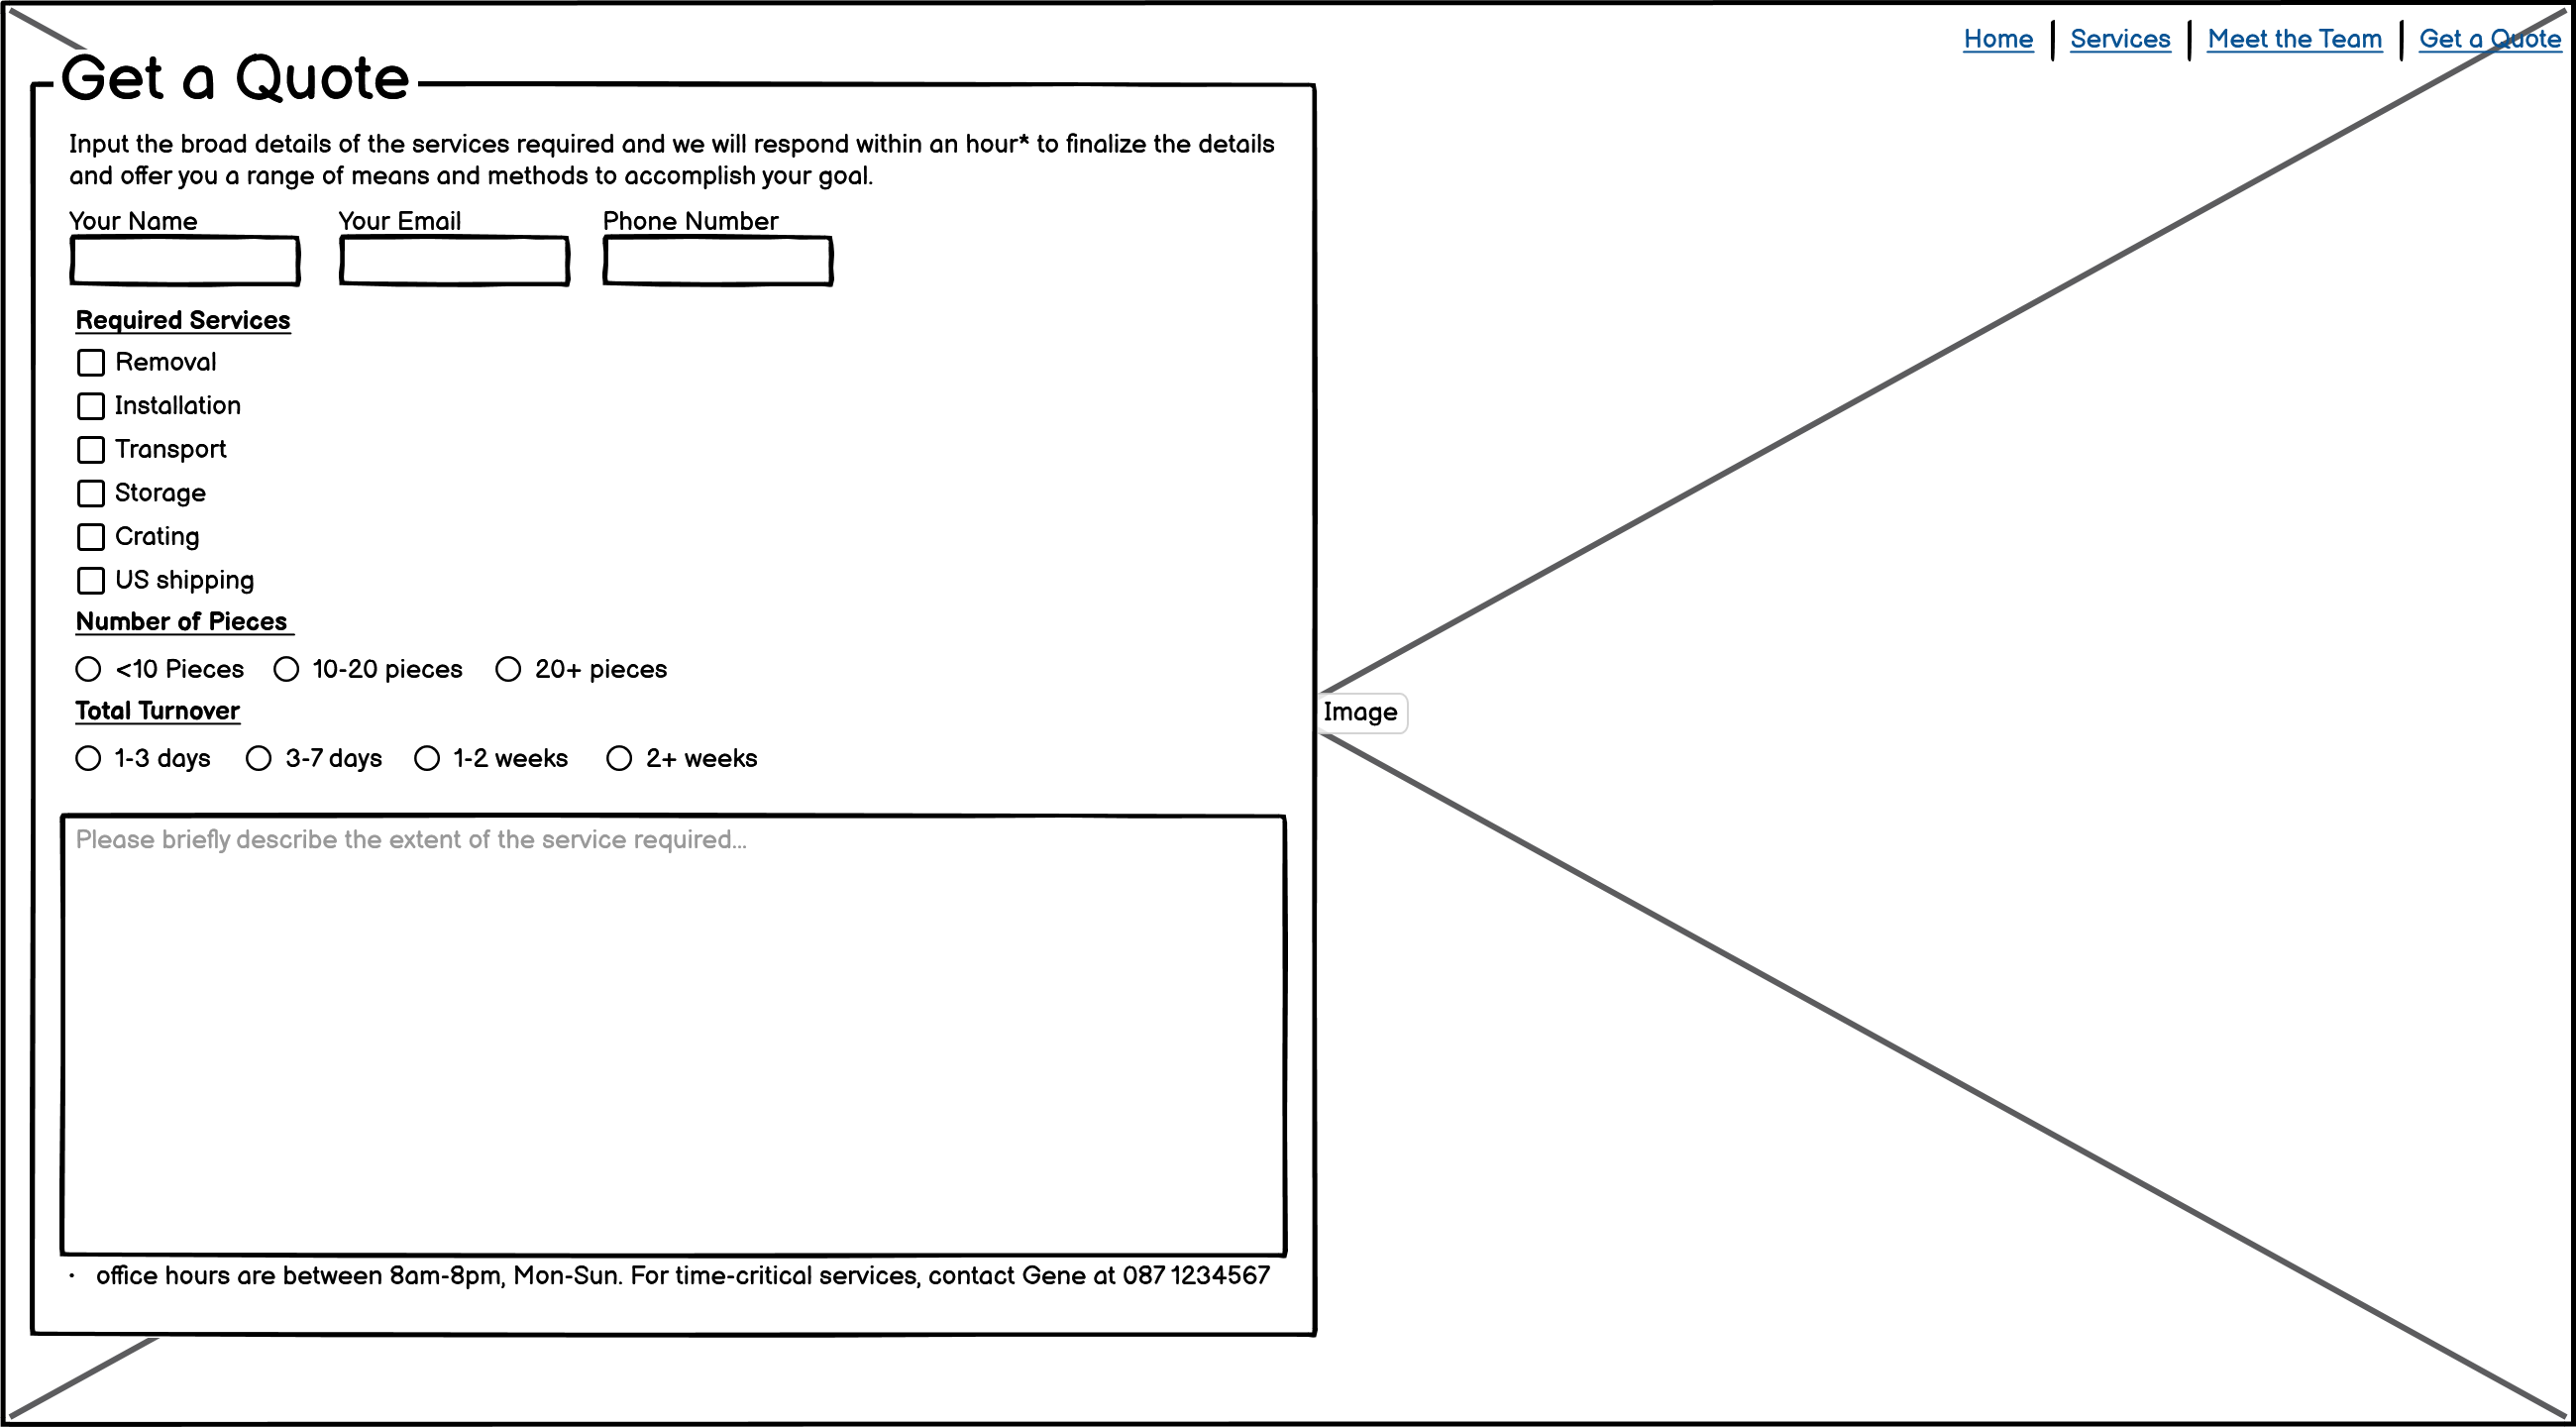 Home | Services | Meet the Team | Get a Quote
Get a Quote
Input the broad details of the services required and we will respond within an hour* to finalize the details
and offer you a range of means and methods to accomplish your goal.
Your Name Your Email Phone Number
Required Services
Removal
Installation
Transport
Storage
Crating
US shipping
Number of Pieces
<10 Pieces 10-20 pieces 20+ pieces
Total Turnover
1-3 days 3-7 days 1-2 weeks 2+ weeks
Image
Please briefly describe the extent of the service required...
· office hours are between 8am-8pm, Mon-Sun. For time-critical services, contact Gene at 087 1234567